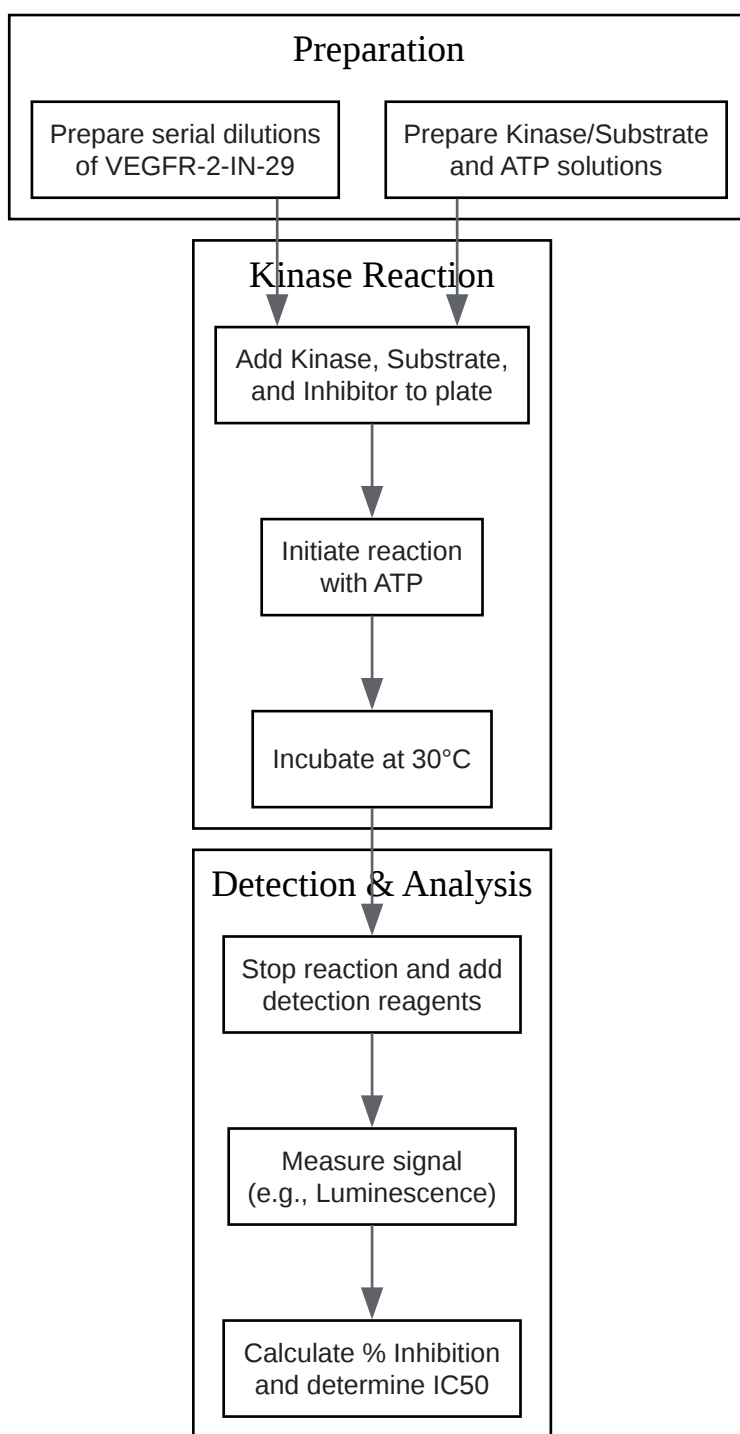 Preparation
Prepare serial dilutions
of VEGFR-2-IN-29
Prepare Kinase/Substrate
and ATP solutions
Kinase Reaction
Add Kinase, Substrate,
and Inhibitor to plate
Initiate reaction
with ATP
Incubate at 30°C
Detection & Analysis
Stop reaction and add
detection reagents
Measure signal
(e.g., Luminescence)
Calculate % Inhibition
and determine IC50